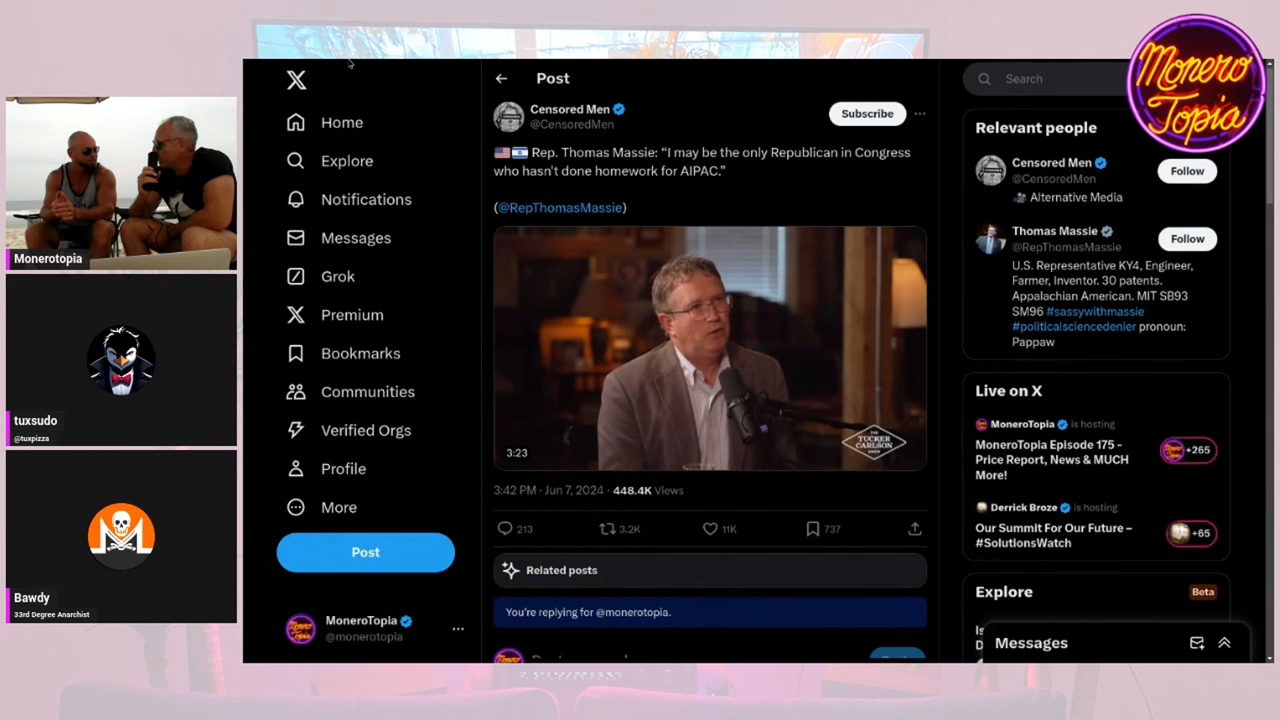 Monerotopia
tuxsudo
@tuxpizza
Bawdy
33rd Degree Anarchist
Home
Explore
Notifications
Messages
Grok
Premium
Bookmarks
Communities
Verified Orgs
Profile
More
Post
MoneroTopia
@monerotopia
Post
Censored Men
@CensoredMen
Subscribe
Rep. Thomas Massie: “I may be the only Republican in Congress
who hasn't done homework for AIPAC.”
(@RepThomasMassie)
THE
TUCKER
CARLSON
SHOW
3:23
3:42 PM · Jun 7, 2024 · 448.4K Views
213
3.2K
11K
737
Related posts
You're replying for @monerotopia.
Search
Monero
Topia
Relevant people
Censored Men
@CensoredMen
Follow
Alternative Media
Thomas Massie
@RepThomasMassie
Follow
U.S. Representative KY4, Engineer,
Farmer, Inventor. 30 patents.
Appalachian American. MIT SB93
SM96 #sassywithmassie
#politicalsciencedenier pronoun:
Pappaw
Live on X
MoneroTopia is hosting
MoneroTopia Episode 175 –
Price Report, News & MUCH
More!
+265
Derrick Broze is hosting
Our Summit For Our Future –
#SolutionsWatch
+65
Explore
Beta
Messages